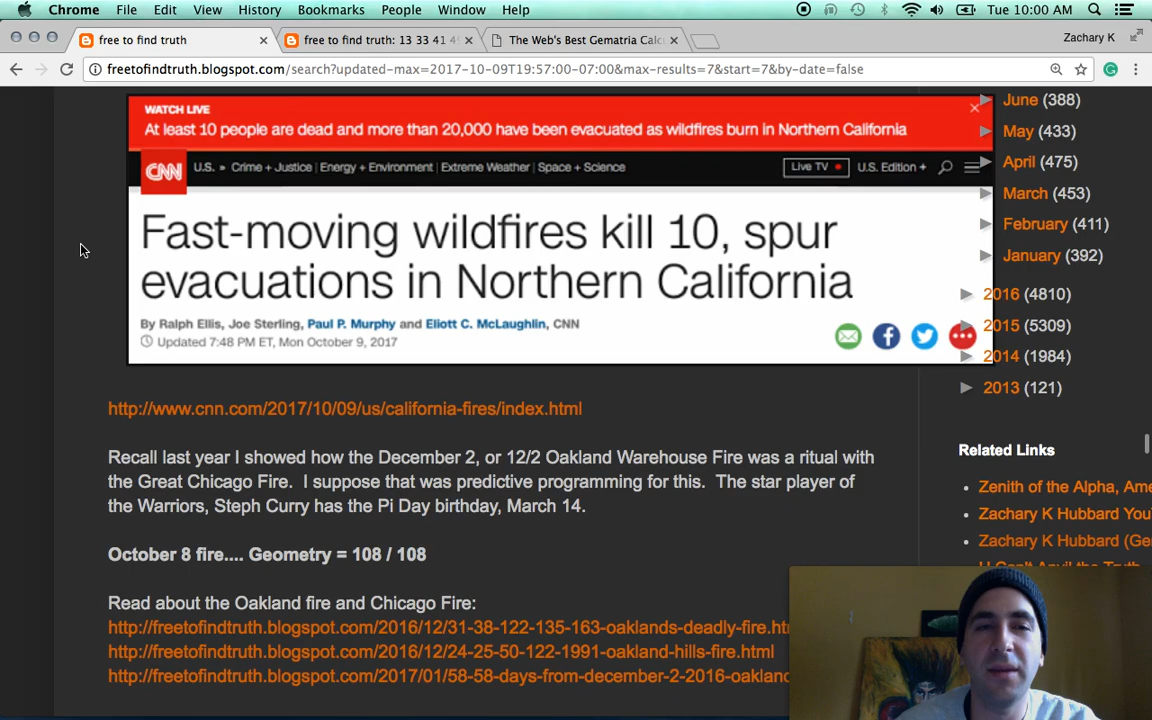 Chrome File Edit View History Bookmarks People Window Help Tue 10:00 AM
free to find truth
free to find truth: 13 33 41 4
The Web's Best Gematria Calc
Zachary K
freetofindtruth.blogspot.com/search?updated-max=2017-10-09T19:57:00-07:00&max-results=7&start=7&by-date=false
WATCH LIVE
At least 10 people are dead and more than 20,000 have been evacuated as wildfires burn in Northern California
CNN
U.S. » Crime + Justice | Energy + Environment | Extreme Weather | Space + Science
Live TV
U.S. Edition +
Fast-moving wildfires kill 10, spur
evacuations in Northern California
By Ralph Ellis, Joe Sterling, Paul P. Murphy and Eliott C. McLaughlin, CNN
Updated 7:48 PM ET, Mon October 9, 2017
http://www.cnn.com/2017/10/09/us/california-fires/index.html
Recall last year I showed how the December 2, or 12/2 Oakland Warehouse Fire was a ritual with
the Great Chicago Fire. I suppose that was predictive programming for this. The star player of
the Warriors, Steph Curry has the Pi Day birthday, March 14.
October 8 fire.... Geometry = 108 / 108
Read about the Oakland fire and Chicago Fire:
http://freetofindtruth.blogspot.com/2016/12/31-38-122-135-163-oaklands-deadly-fire.ht
http://freetofindtruth.blogspot.com/2016/12/24-25-50-122-1991-oakland-hills-fire.html
http://freetofindtruth.blogspot.com/2017/01/58-58-days-from-december-2-2016-oakland
June (388)
May (433)
April (475)
March (453)
February (411)
January (392)
2016 (4810)
2015 (5309)
2014 (1984)
2013 (121)
Related Links
Zenith of the Alpha, Ame
Zachary K Hubbard You
Zachary K Hubbard (Ge